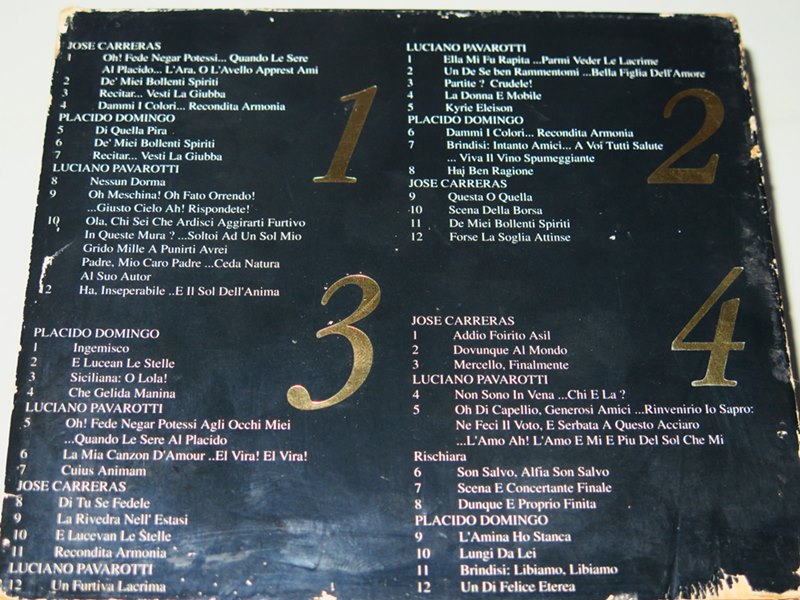 JOSE CARRERAS
1 Oh! Fede Negar Potessi... Quando Le Sere
Al Placido... L'Ara, O L'Avello Apprest Ami
2 De' Miei Bollenti Spiriti
3 Recitar... Vesti La Giubba
4 Dammi I Colori... Recondita Armonia
PLACIDO DOMINGO
5 Di Quella Pira
6 De' Miei Bollenti Spiriti
7 Recitar... Vesti La Giubba
LUCIANO PAVAROTTI
8 Nessun Dorma
9 Oh Meschina! Oh Fato Orrendo!
...Giusto Cielo Ah! Rispondete!
10 Ola, Chi Sei Che Ardisci Aggirarti Furtivo
In Queste Mura ? ...Soltoi Ad Un Sol Mio
Grido Mille A Punirti Avrei
Padre, Mio Caro Padre ...Ceda Natura
Al Suo Autor
12 Ha, Inseperabile ..E Il Sol Dell'Anima
1
LUCIANO PAVAROTTI
1 Ella Mi Fu Rapita ...Parmi Veder Le Lacrime
2 Un De Se ben Rammentomi ...Bella Figlia Dell'Amore
3 Partite ? Crudele!
4 La Donna E Mobile
5 Kyrie Eleison
PLACIDO DOMINGO
6 Dammi I Colori... Recondita Armonia
7 Brindisi: Intanto Amici... A Voi Tutti Salute
... Viva Il Vino Spumeggiante
8 Haj Ben Ragione
JOSE CARRERAS
9 Questa O Quella
10 Scena Della Borsa
11 De Miei Bollenti Spiriti
12 Forse La Soglia Attinse
2
PLACIDO DOMINGO
1 Ingemisco
2 E Lucean Le Stelle
3 Siciliana: O Lola!
4 Che Gelida Manina
LUCIANO PAVAROTTI
5 Oh! Fede Negar Potessi Agli Occhi Miei
...Quando Le Sere Al Placido
6 La Mia Canzon D'Amour ..El Vira! El Vira!
7 Cuius Animam
JOSE CARRERAS
8 Di Tu Se Fedele
9 La Rivedra Nell' Estasi
10 E Lucevan Le Stelle
11 Recondita Armonia
LUCIANO PAVAROTTI
12 Un Furtiva Lacrima
3
JOSE CARRERAS
1 Addio Foirito Asil
2 Dovunque Al Mondo
3 Mercello, Finalmente
LUCIANO PAVAROTTI
4 Non Sono In Vena ...Chi E La ?
5 Oh Di Capellio, Generosi Amici ...Rinvenirio Io Sapro:
Ne Feci Il Voto, E Serbata A Questo Acciaro
...L'Amo Ah! L'Amo E Mi E Piu Del Sol Che Mi
Rischiara
6 Son Salvo, Alfia Son Salvo
7 Scena E Concertante Finale
8 Dunque E Proprio Finita
PLACIDO DOMINGO
9 L'Amina Ho Stanca
10 Lungi Da Lei
11 Brindisi: Libiamo, Libiamo
12 Un Di Felice Eterea
4